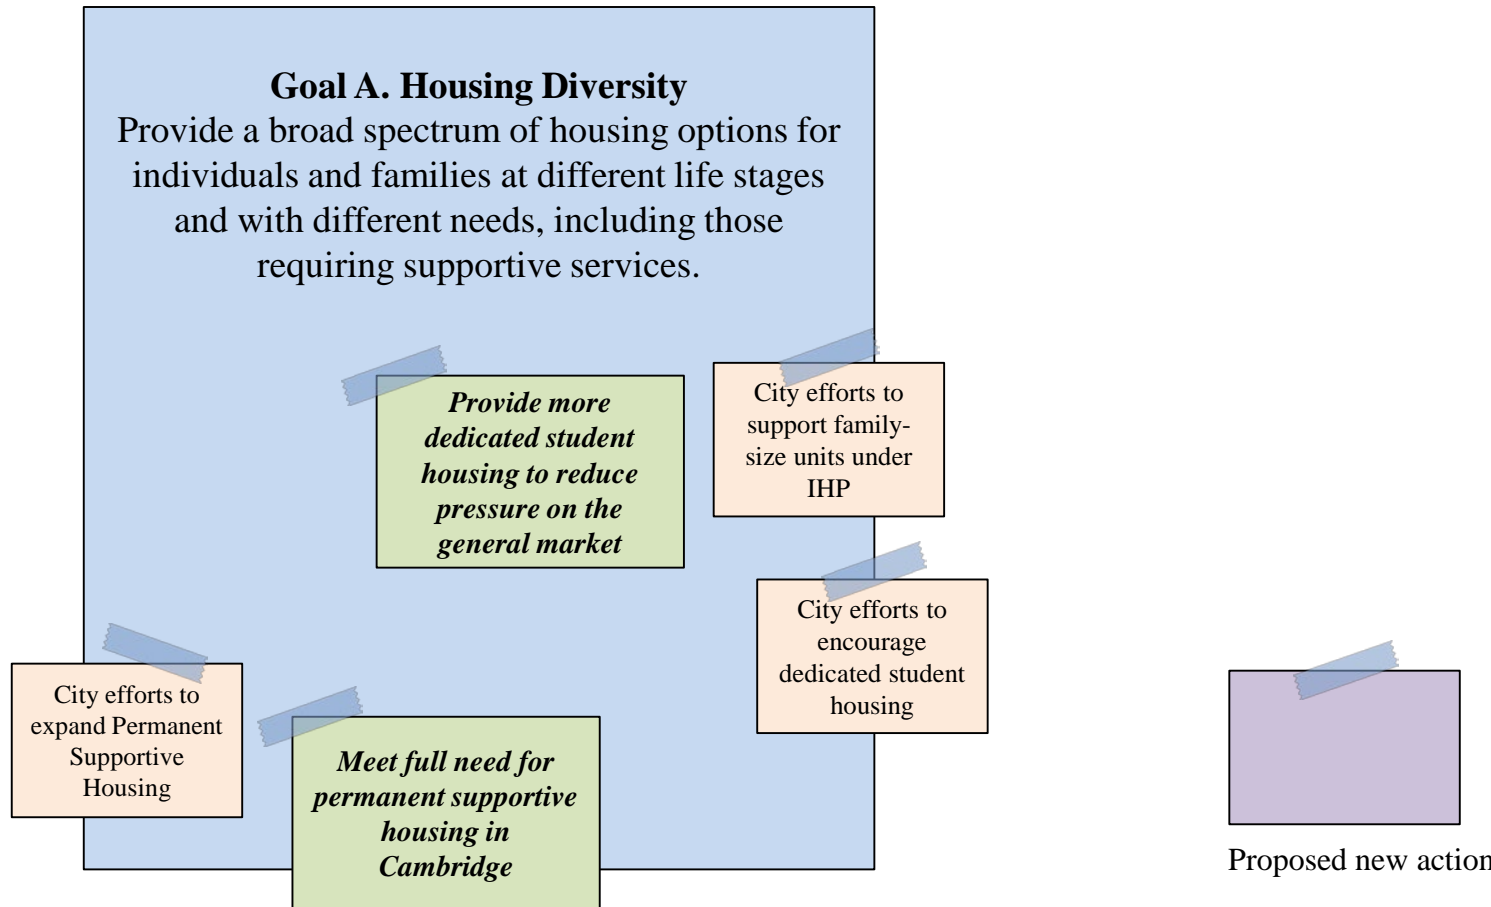 Goal A. Housing Diversity
Provide a broad spectrum of housing options for
individuals and families at different life stages
and with different needs, including those
requiring supportive services.
Provide more
dedicated student
housing to reduce
pressure on the
general market
City efforts to
support family-
size units under
IHP
City efforts to
encourage
dedicated student
housing
City efforts to
expand Permanent
Supportive
Housing
Meet full need for
permanent supportive
housing in
Cambridge
Proposed new action